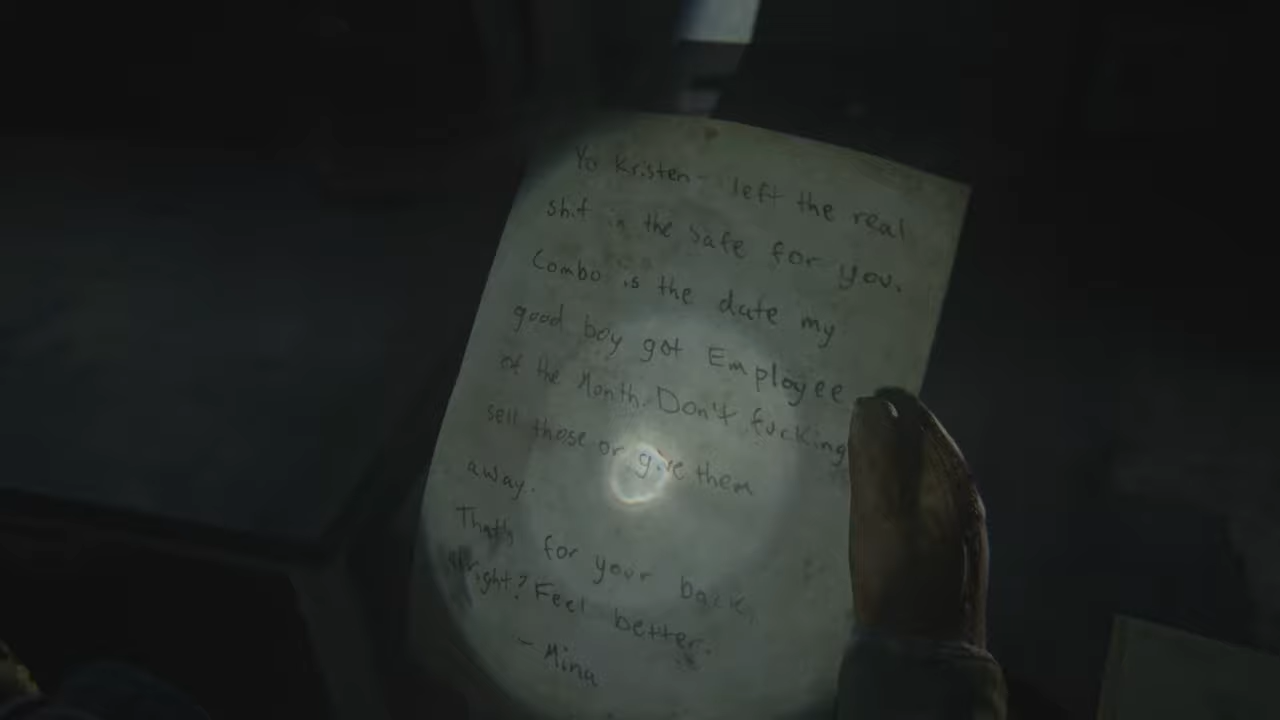 Yo Kristen - left the real
shit in the safe for you.
Combo is the date my
good boy got Employee
of the Month. Don't fucking
sell those or give them
away.
That's for your back,
alright? Feel better.
- Mina